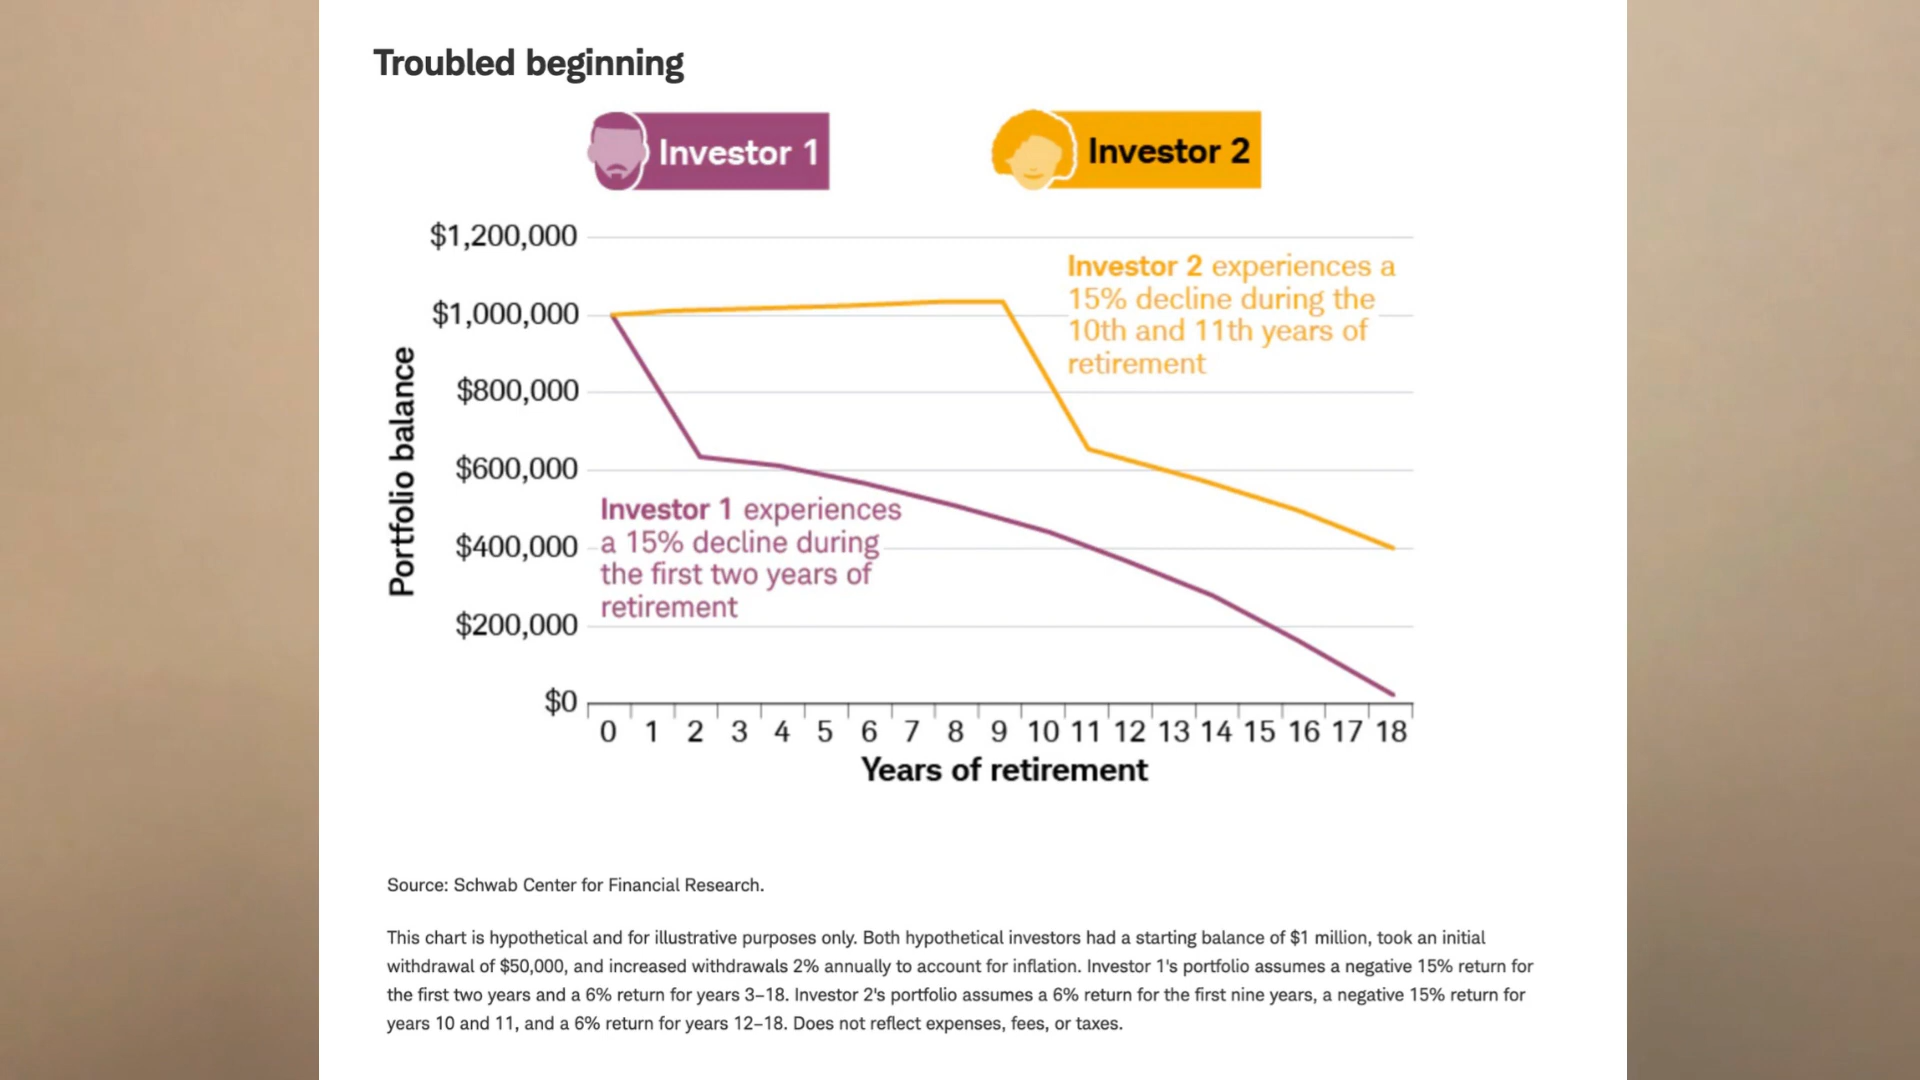 Troubled beginning
Investor 1
Investor 2
$1,200,000
$1,000,000
$800,000
$600,000
$400,000
$200,000
$0
Portfolio balance
Investor 2 experiences a
15% decline during the
10th and 11th years of
retirement
Investor 1 experiences
a 15% decline during
the first two years of
retirement
0 1 2 3 4 5 6 7 8 9 10 11 12 13 14 15 16 17 18
Years of retirement
Source: Schwab Center for Financial Research.
This chart is hypothetical and for illustrative purposes only. Both hypothetical investors had a starting balance of $1 million, took an initial
withdrawal of $50,000, and increased withdrawals 2% annually to account for inflation. Investor 1's portfolio assumes a negative 15% return for
the first two years and a 6% return for years 3–18. Investor 2's portfolio assumes a 6% return for the first nine years, a negative 15% return for
years 10 and 11, and a 6% return for years 12–18. Does not reflect expenses, fees, or taxes.